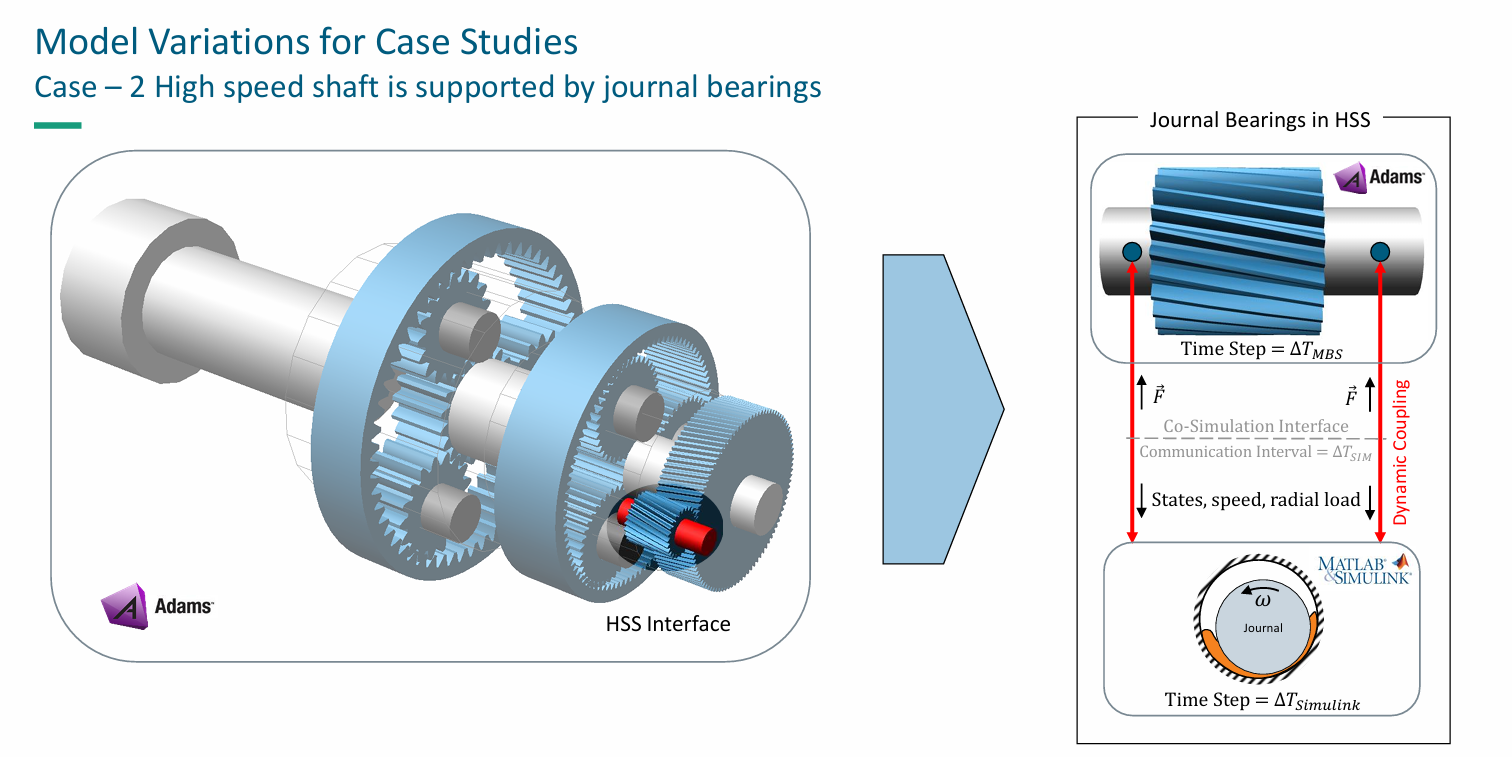 Model Variations for Case Studies
Case – 2 High speed shaft is supported by journal bearings
Adams™
HSS Interface
Journal Bearings in HSS
Adams™
Time Step = ΔT_MBS
F⃗
F⃗
Co-Simulation Interface
Communication Interval = ΔT_SIM
States, speed, radial load
Dynamic Coupling
MATLAB®
&SIMULINK®
ω
Journal
Time Step = ΔT_Simulink